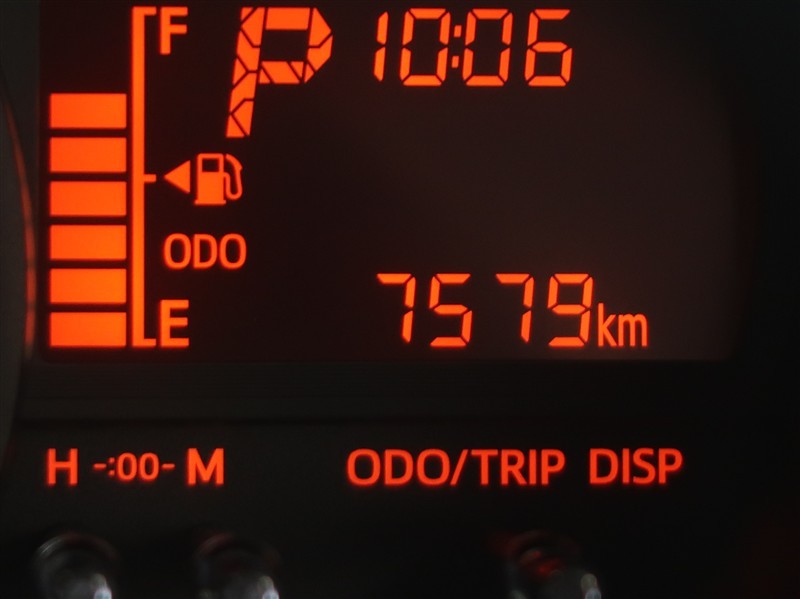 F P 10:06
ODO
E 7579km
H -:00- M ODO/TRIP DISP